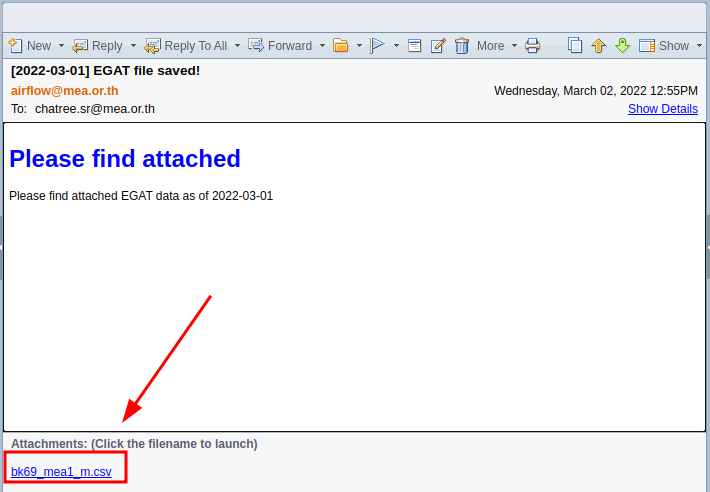 New Reply Reply To All Forward More Show
[2022-03-01] EGAT file saved!
airflow@mea.or.th Wednesday, March 02, 2022 12:55PM
To: chatree.sr@mea.or.th Show Details
Please find attached
Please find attached EGAT data as of 2022-03-01
Attachments: (Click the filename to launch)
bk69_mea1_m.csv